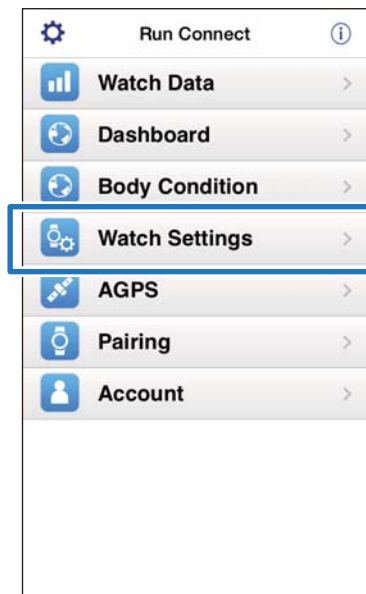 Run Connect
Watch Data
Dashboard
Body Condition
Watch Settings
AGPS
Pairing
Account